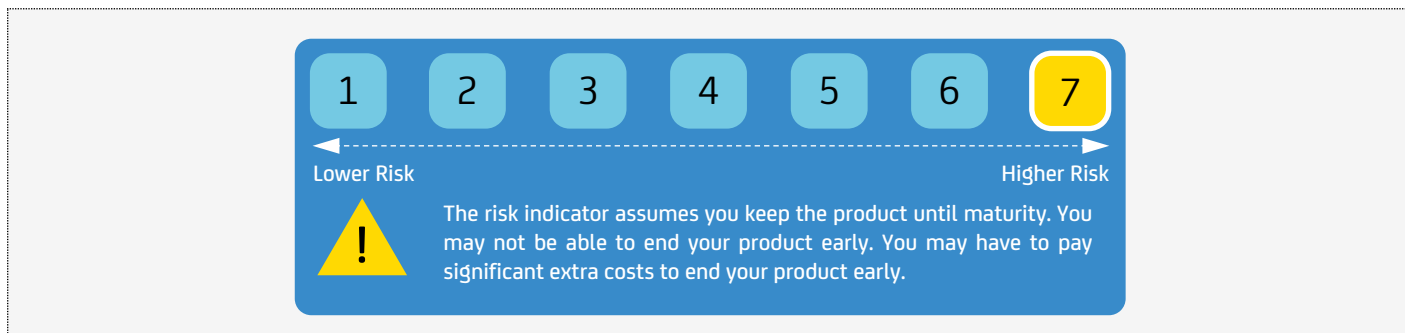 1 2 3 4 5 6 7
Lower Risk Higher Risk
!
The risk indicator assumes you keep the product until maturity. You
may not be able to end your product early. You may have to pay
significant extra costs to end your product early.